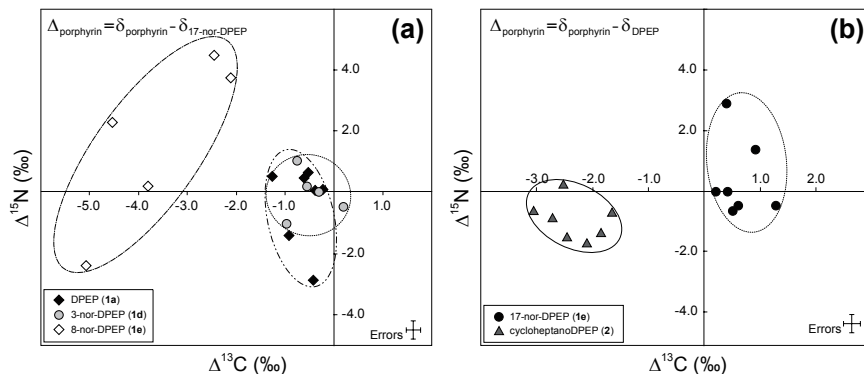 Δporphyrin=δporphyrin- δ17-nor-DPEP
(a)
4.0
2.0
-5.0 -4.0 -3.0 -2.0 -1.0 1.0
-2.0
-4.0
Δ15N (‰)
DPEP (1a)
3-nor-DPEP (1d)
8-nor-DPEP (1e)
Errors
Δ13C (‰)
Δporphyrin=δporphyrin- δDPEP
(b)
4.0
2.0
-3.0 -2.0 -1.0 1.0 2.0
-2.0
-4.0
Δ15N (‰)
17-nor-DPEP (1e)
cycloheptanoDPEP (2)
Errors
Δ13C (‰)